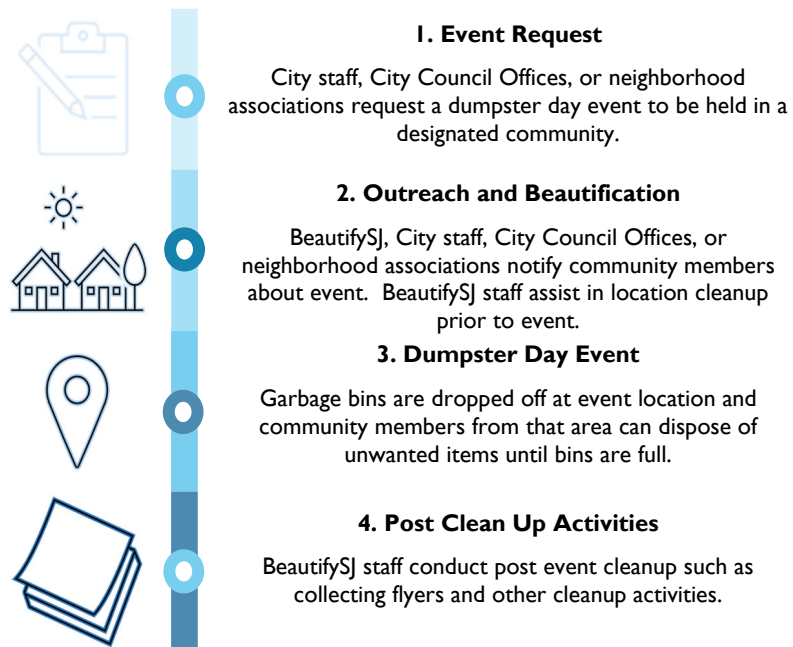 1. Event Request
City staff, City Council Offices, or neighborhood
associations request a dumpster day event to be held in a
designated community.
2. Outreach and Beautification
BeautifySJ, City staff, City Council Offices, or
neighborhood associations notify community members
about event.  BeautifySJ staff assist in location cleanup
prior to event.
3. Dumpster Day Event
Garbage bins are dropped off at event location and
community members from that area can dispose of
unwanted items until bins are full.
4. Post Clean Up Activities
BeautifySJ staff conduct post event cleanup such as
collecting flyers and other cleanup activities.